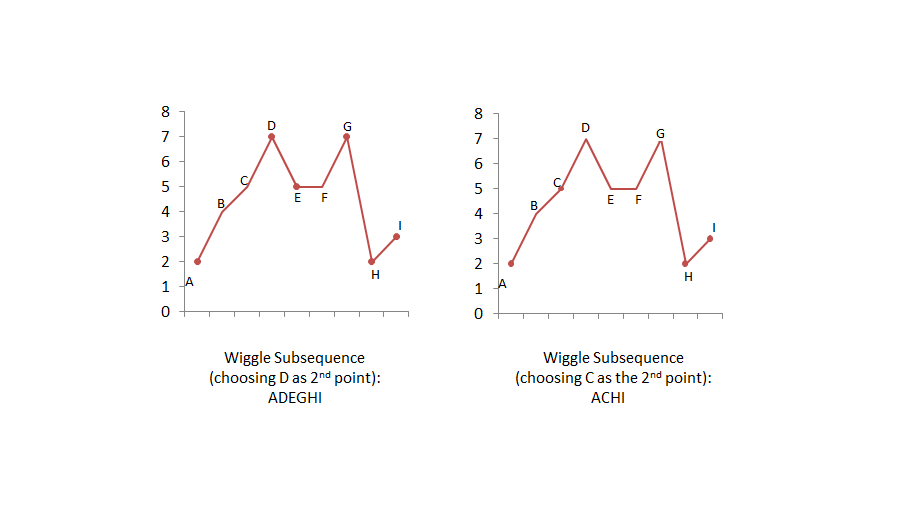 8
7
6
5
4
3
2
1
0
A
B
C
D
E
F
G
H
I
Wiggle Subsequence
(choosing D as 2nd point):
ADEGHI
8
7
6
5
4
3
2
1
0
A
B
C
D
E
F
G
H
I
Wiggle Subsequence
(choosing C as the 2nd point):
ACHI